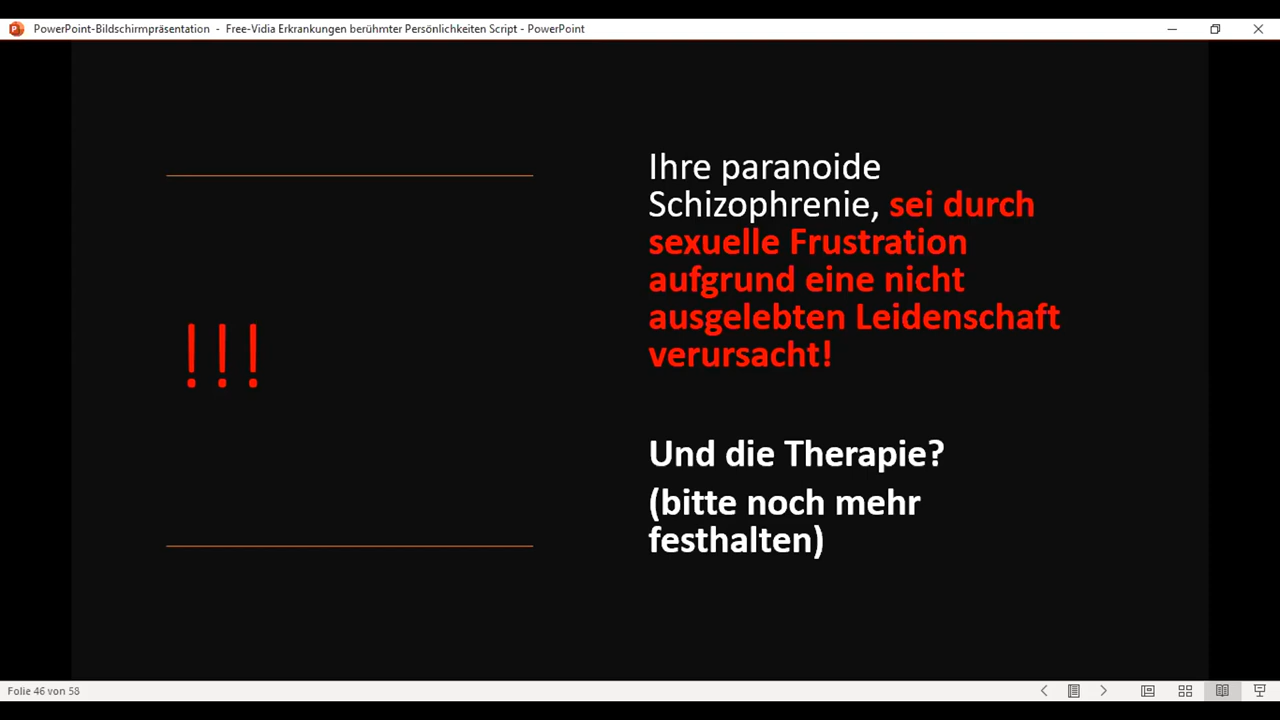 PowerPoint-Bildschirmpräsentation - Free-Vidia Erkrankungen berühmter Persönlichkeiten Script - PowerPoint
!!!
Ihre paranoide
Schizophrenie, sei durch
sexuelle Frustration
aufgrund eine nicht
ausgelebten Leidenschaft
verursacht!
Und die Therapie?
(bitte noch mehr
festhalten)
Folie 46 von 58